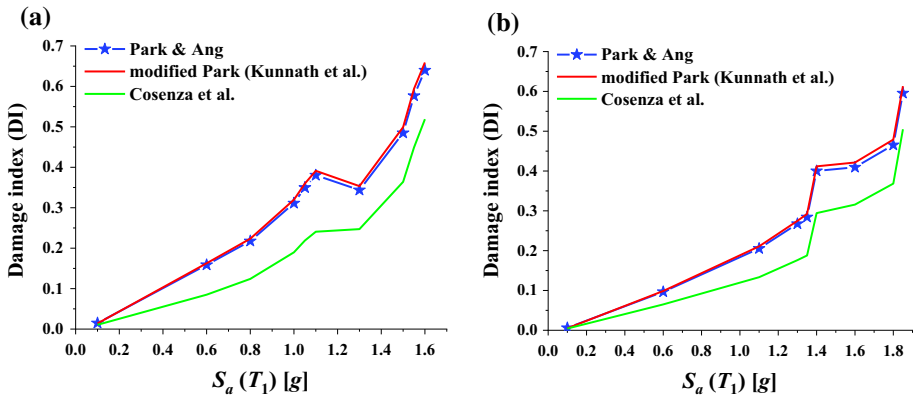 (a)
0.7
0.6
0.5
0.4
0.3
0.2
0.1
0.0
Damage index (DI)
Park & Ang
modified Park (Kunnath et al.)
Cosenza et al.
0.0 0.2 0.4 0.6 0.8 1.0 1.2 1.4 1.6
Sa (T1) [g]
(b)
0.7
0.6
0.5
0.4
0.3
0.2
0.1
0.0
Damage index (DI)
Park & Ang
modified Park (Kunnath et al.)
Cosenza et al.
0.0 0.2 0.4 0.6 0.8 1.0 1.2 1.4 1.6 1.8
Sa (T1) [g]